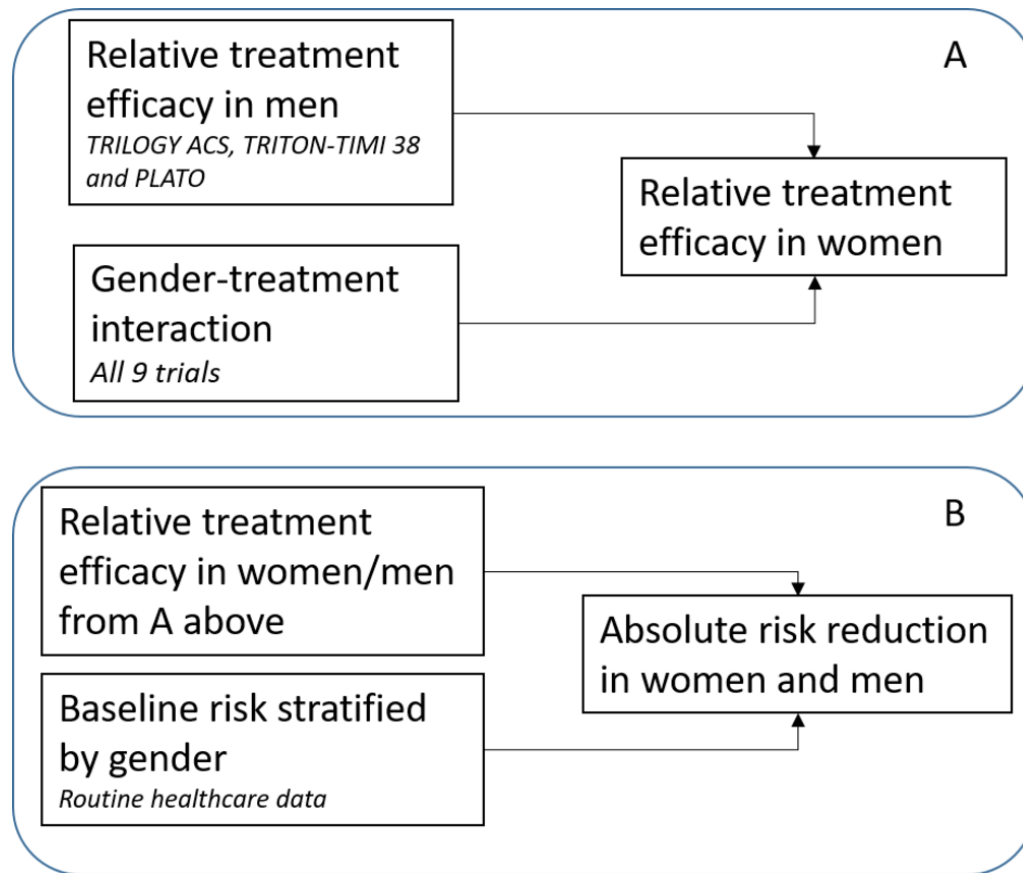 Relative treatment
efficacy in men
TRILOGY ACS, TRITON-TIMI 38
and PLATO
A
Relative treatment
efficacy in women
Gender-treatment
interaction
All 9 trials
Relative treatment
efficacy in women/men
from A above
B
Absolute risk reduction
in women and men
Baseline risk stratified
by gender
Routine healthcare data